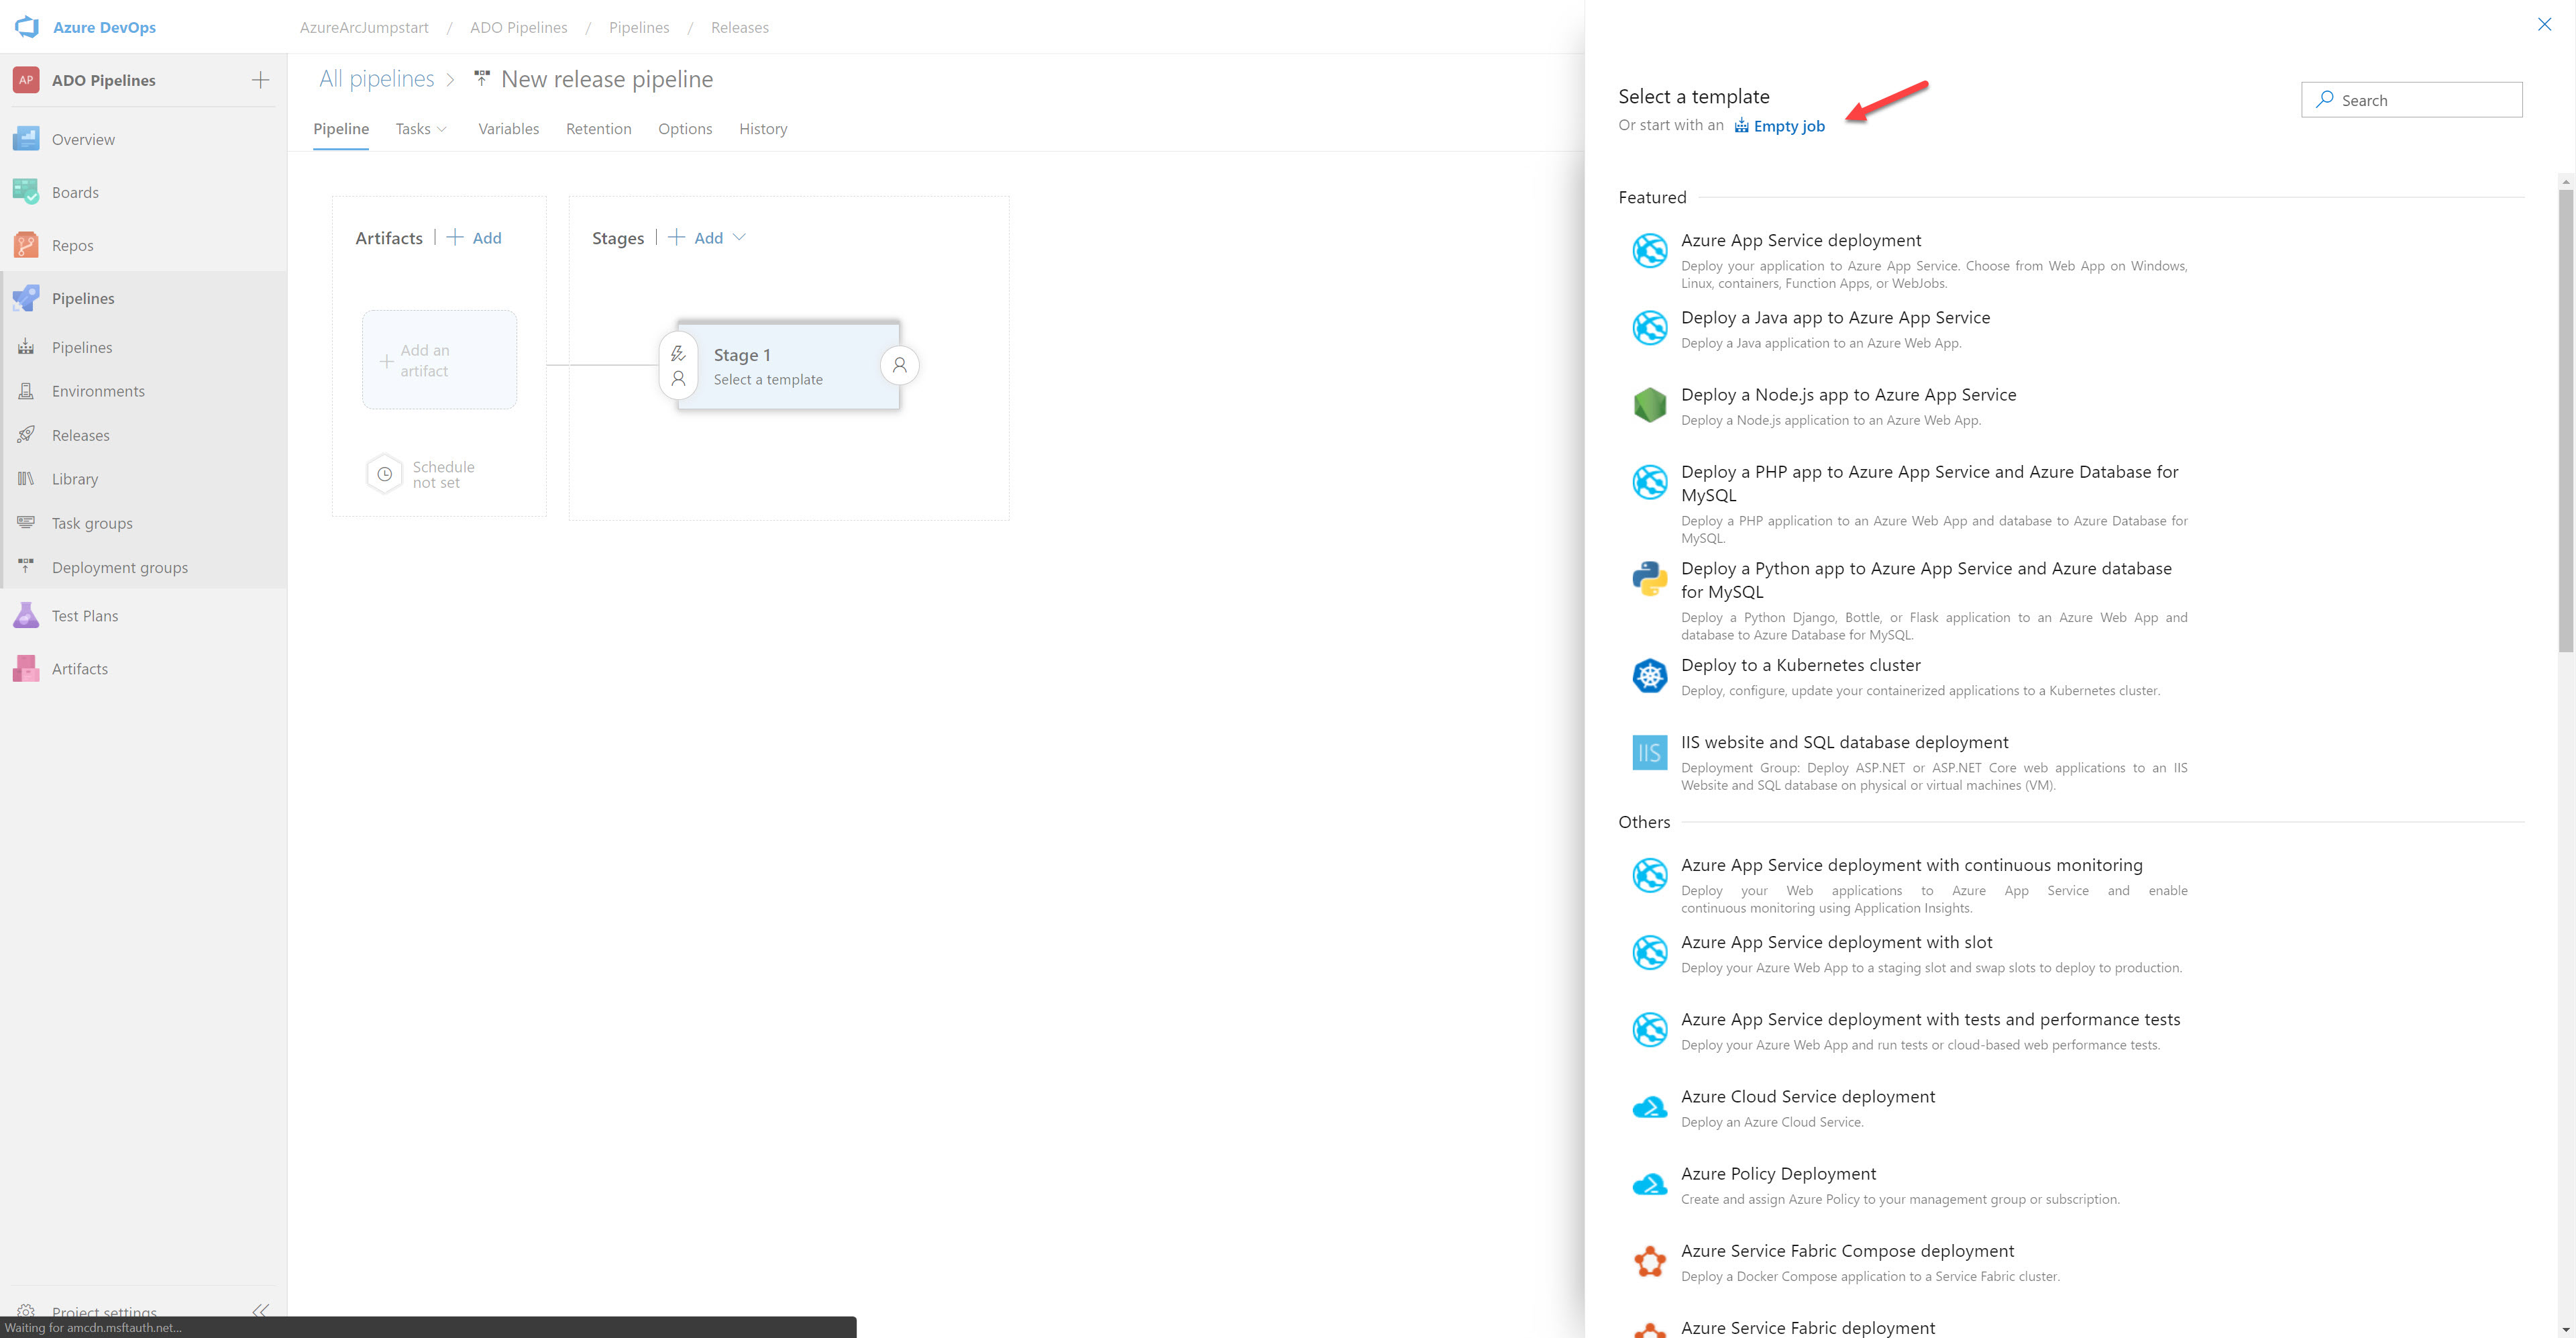 Azure DevOps
AzureArcJumpstart / ADO Pipelines / Pipelines / Releases
AP ADO Pipelines
Overview
Boards
Repos
Pipelines
Pipelines
Environments
Releases
Library
Task groups
Deployment groups
Test Plans
Artifacts
Project settings
Waiting for amcdn.msftauth.net...
All pipelines > New release pipeline
Pipeline Tasks Variables Retention Options History
Artifacts | + Add
Add an
artifact
Schedule
not set
Stages | + Add
Stage 1
Select a template
Select a template
Or start with an Empty job
Search
Featured
Azure App Service deployment
Deploy your application to Azure App Service. Choose from Web App on Windows,
Linux, containers, Function Apps, or WebJobs.
Deploy a Java app to Azure App Service
Deploy a Java application to an Azure Web App.
Deploy a Node.js app to Azure App Service
Deploy a Node.js application to an Azure Web App.
Deploy a PHP app to Azure App Service and Azure Database for
MySQL
Deploy a PHP application to an Azure Web App and database to Azure Database for
MySQL.
Deploy a Python app to Azure App Service and Azure database
for MySQL
Deploy a Python Django, Bottle, or Flask application to an Azure Web App and
database to Azure Database for MySQL.
Deploy to a Kubernetes cluster
Deploy, configure, update your containerized applications to a Kubernetes cluster.
IIS
IIS website and SQL database deployment
Deployment Group: Deploy ASP.NET or ASP.NET Core web applications to an IIS
Website and SQL database on physical or virtual machines (VM).
Others
Azure App Service deployment with continuous monitoring
Deploy your Web applications to Azure App Service and enable
continuous monitoring using Application Insights.
Azure App Service deployment with slot
Deploy your Azure Web App to a staging slot and swap slots to deploy to production.
Azure App Service deployment with tests and performance tests
Deploy your Azure Web App and run tests or cloud-based web performance tests.
Azure Cloud Service deployment
Deploy an Azure Cloud Service.
Azure Policy Deployment
Create and assign Azure Policy to your management group or subscription.
Azure Service Fabric Compose deployment
Deploy a Docker Compose application to a Service Fabric cluster.
Azure Service Fabric deployment